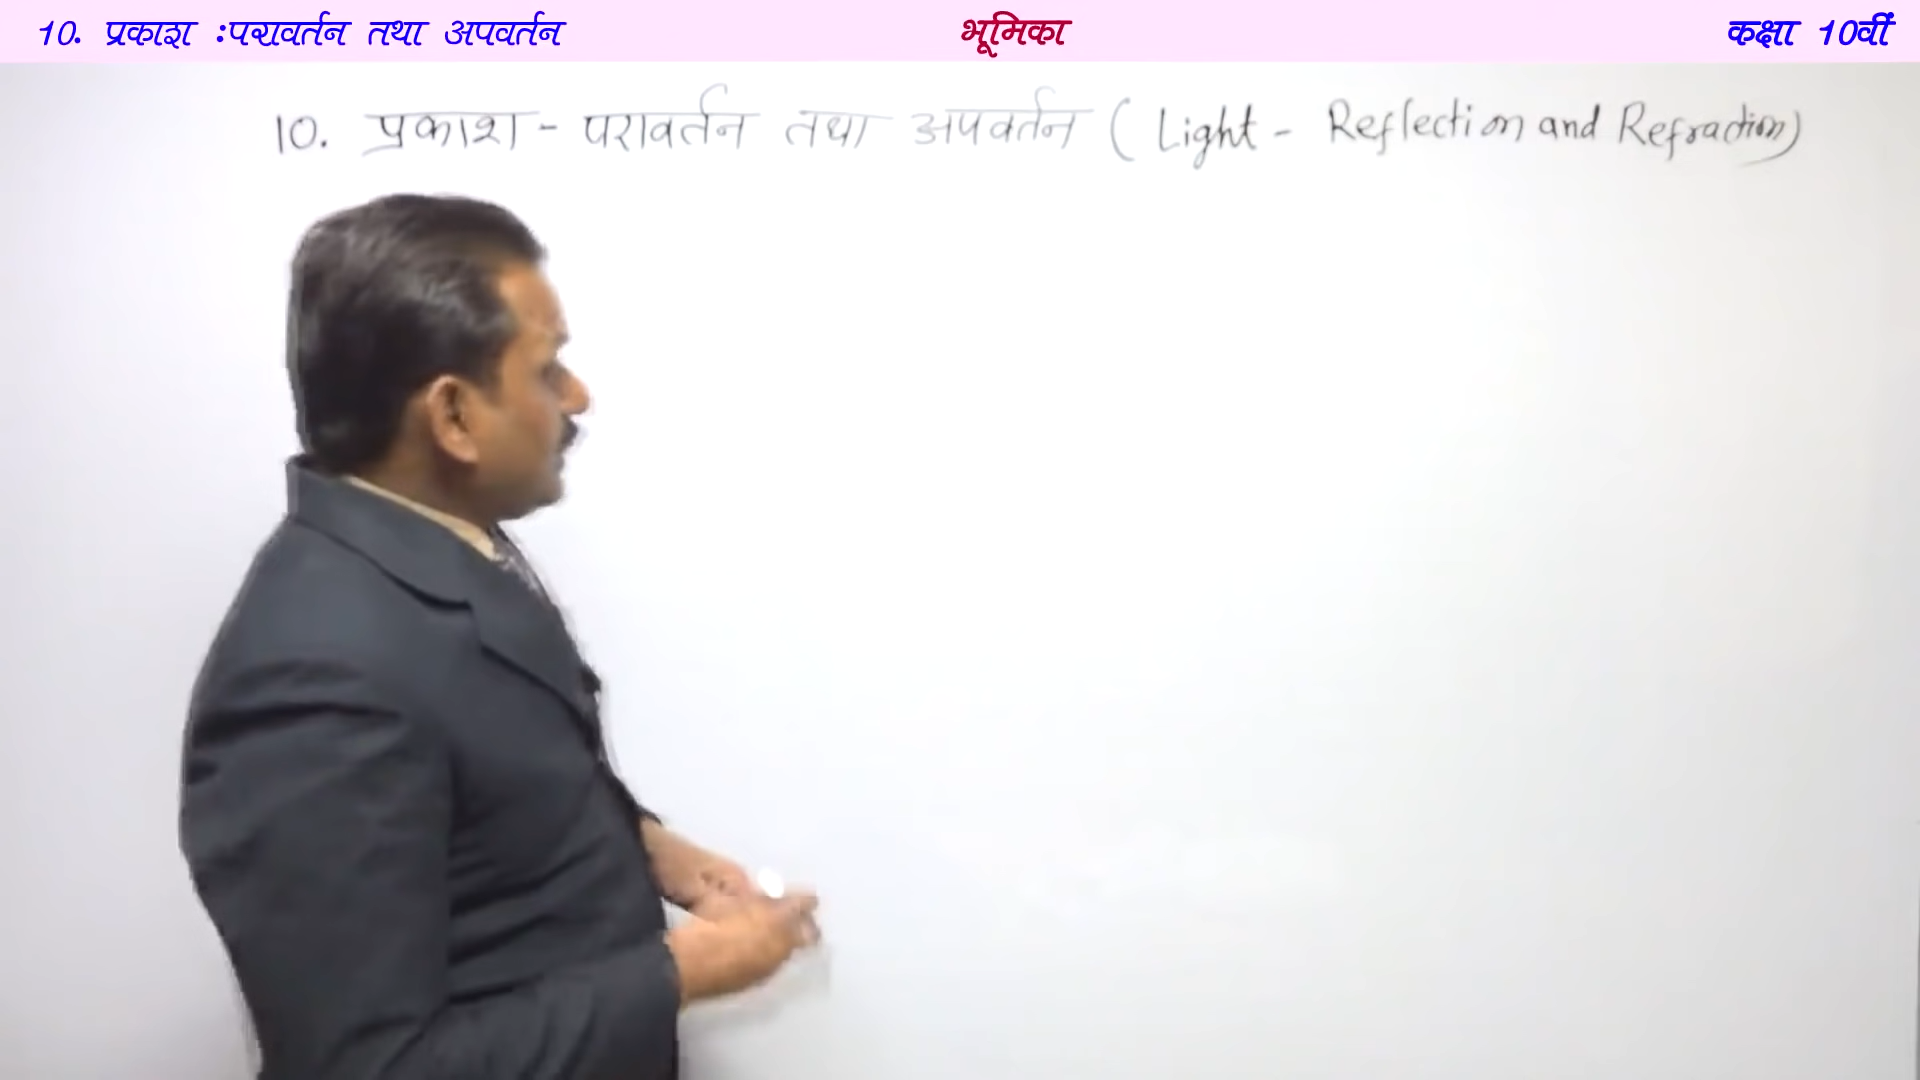 10. प्रकाश :परावर्तन तथा अपवर्तन भूमिका कक्षा 10वीं
10. प्रकाश - परावर्तन तथा अपवर्तन ( Light - Reflection and Refraction)